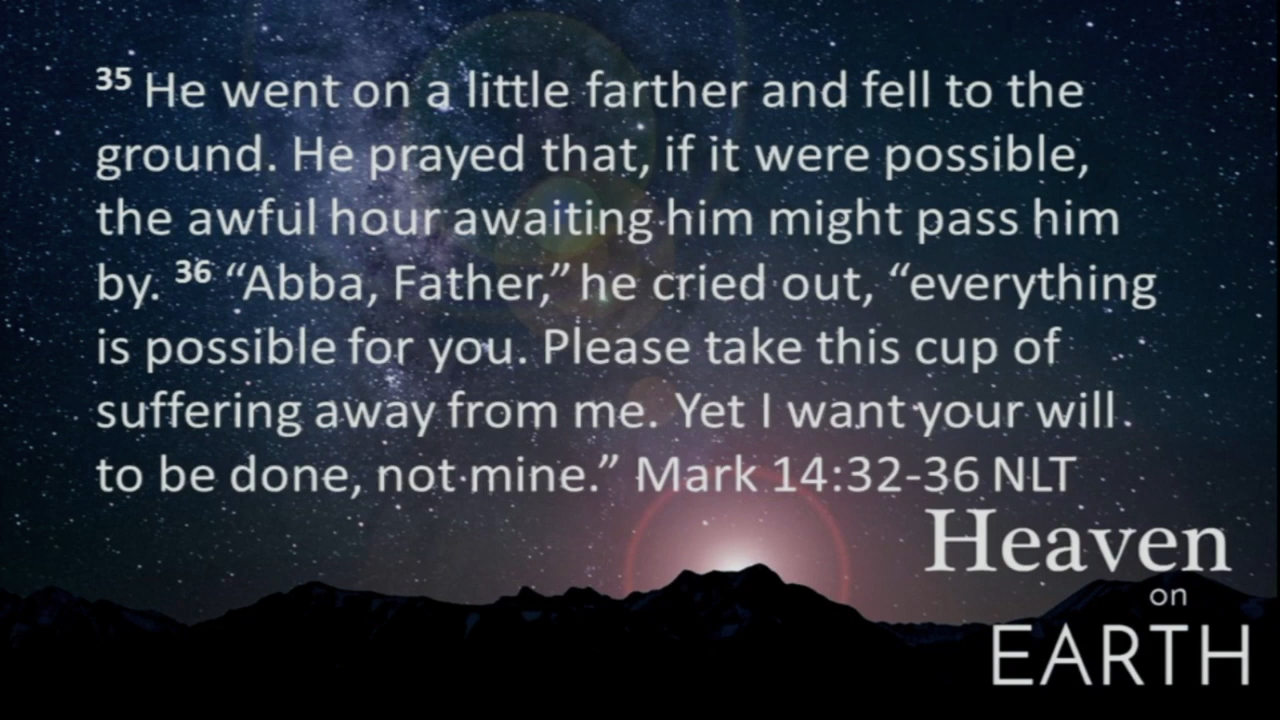 35 He went on a little farther and fell to the
ground. He prayed that, if it were possible,
the awful hour awaiting him might pass him
by. 36 “Abba, Father,” he cried out, “everything
is possible for you. Please take this cup of
suffering away from me. Yet I want your will
to be done, not mine.” Mark 14:32-36 NLT
Heaven
on
EARTH